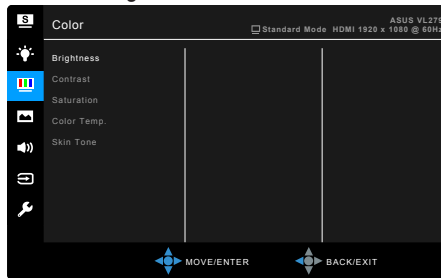 S
Color
ASUS VL279
Standard Mode HDMI 1920 x 1080 @ 60Hz
Brightness
Contrast
Saturation
Color Temp.
Skin Tone
MOVE/ENTER
BACK/EXIT